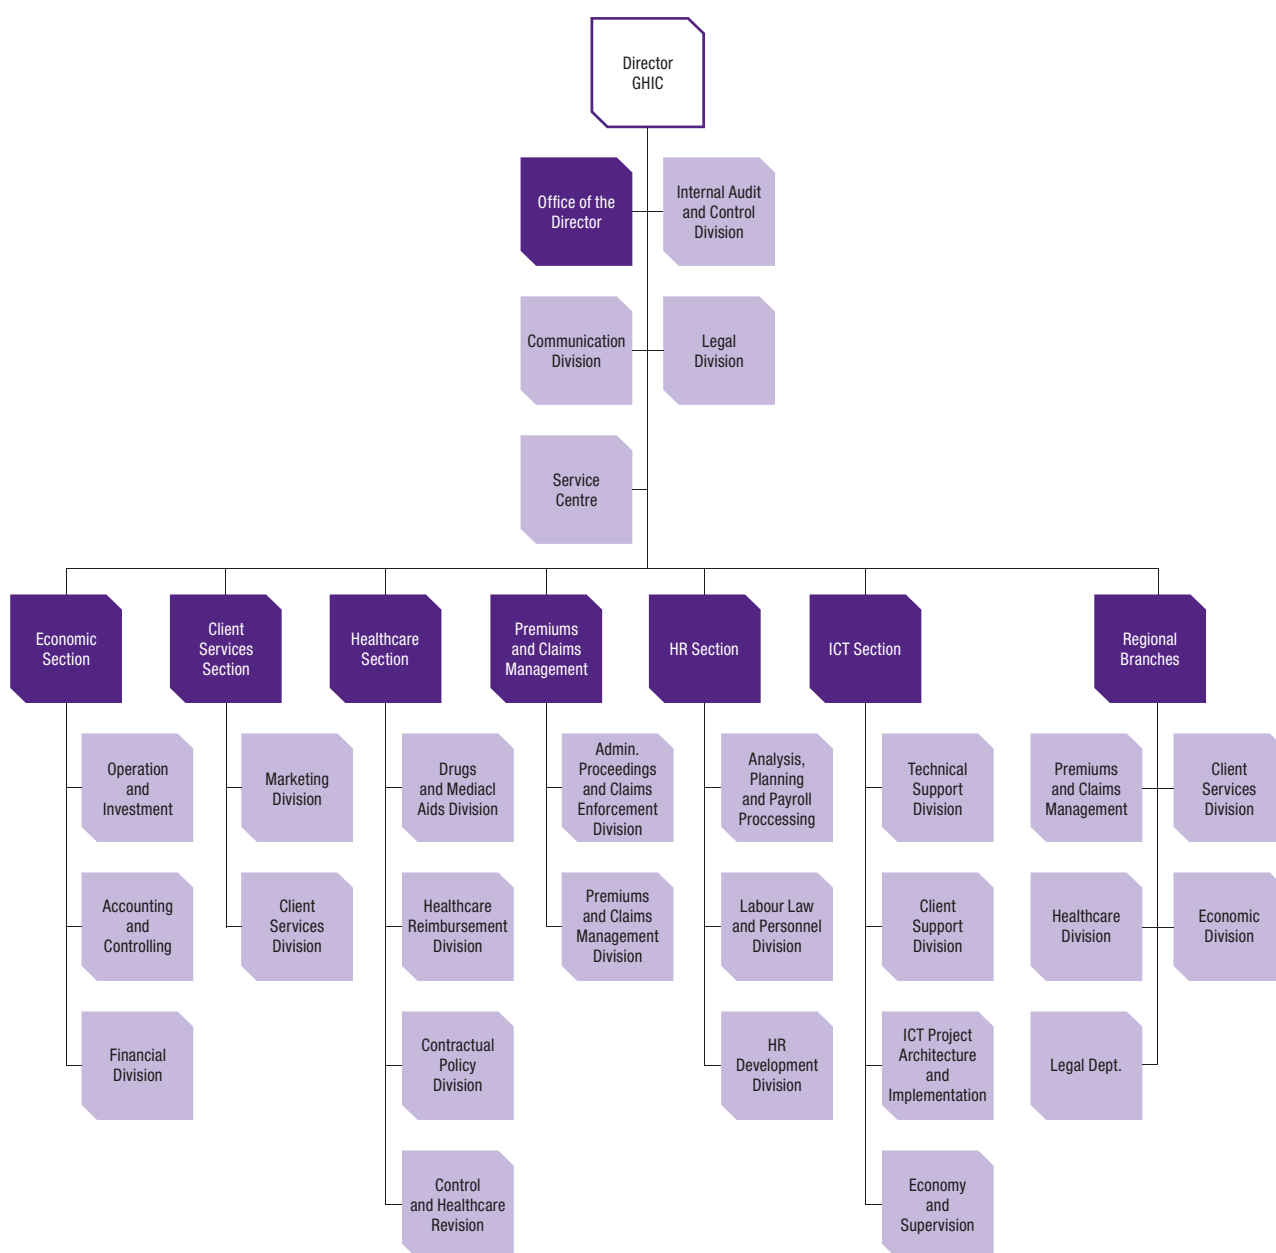 Director
GHIC
Office of the
Director
Internal Audit
and Control
Division
Communication
Division
Legal
Division
Service
Centre
Economic
Section
Client
Services
Section
Healthcare
Section
Premiums
and Claims
Management
HR Section
ICT Section
Regional
Branches
Operation
and
Investment
Marketing
Division
Drugs
and Mediacl
Aids Division
Admin.
Proceedings
and Claims
Enforcement
Division
Analysis,
Planning
and Payroll
Proccessing
Technical
Support
Division
Premiums
and Claims
Management
Client
Services
Division
Accounting
and
Controlling
Client
Services
Division
Healthcare
Reimbursement
Division
Premiums
and Claims
Management
Division
Labour Law
and Personnel
Division
Client
Support
Division
Healthcare
Division
Economic
Division
Financial
Division
Contractual
Policy
Division
HR
Development
Division
ICT Project
Architecture
and
Implementation
Legal Dept.
Control
and Healthcare
Revision
Economy
and
Supervision